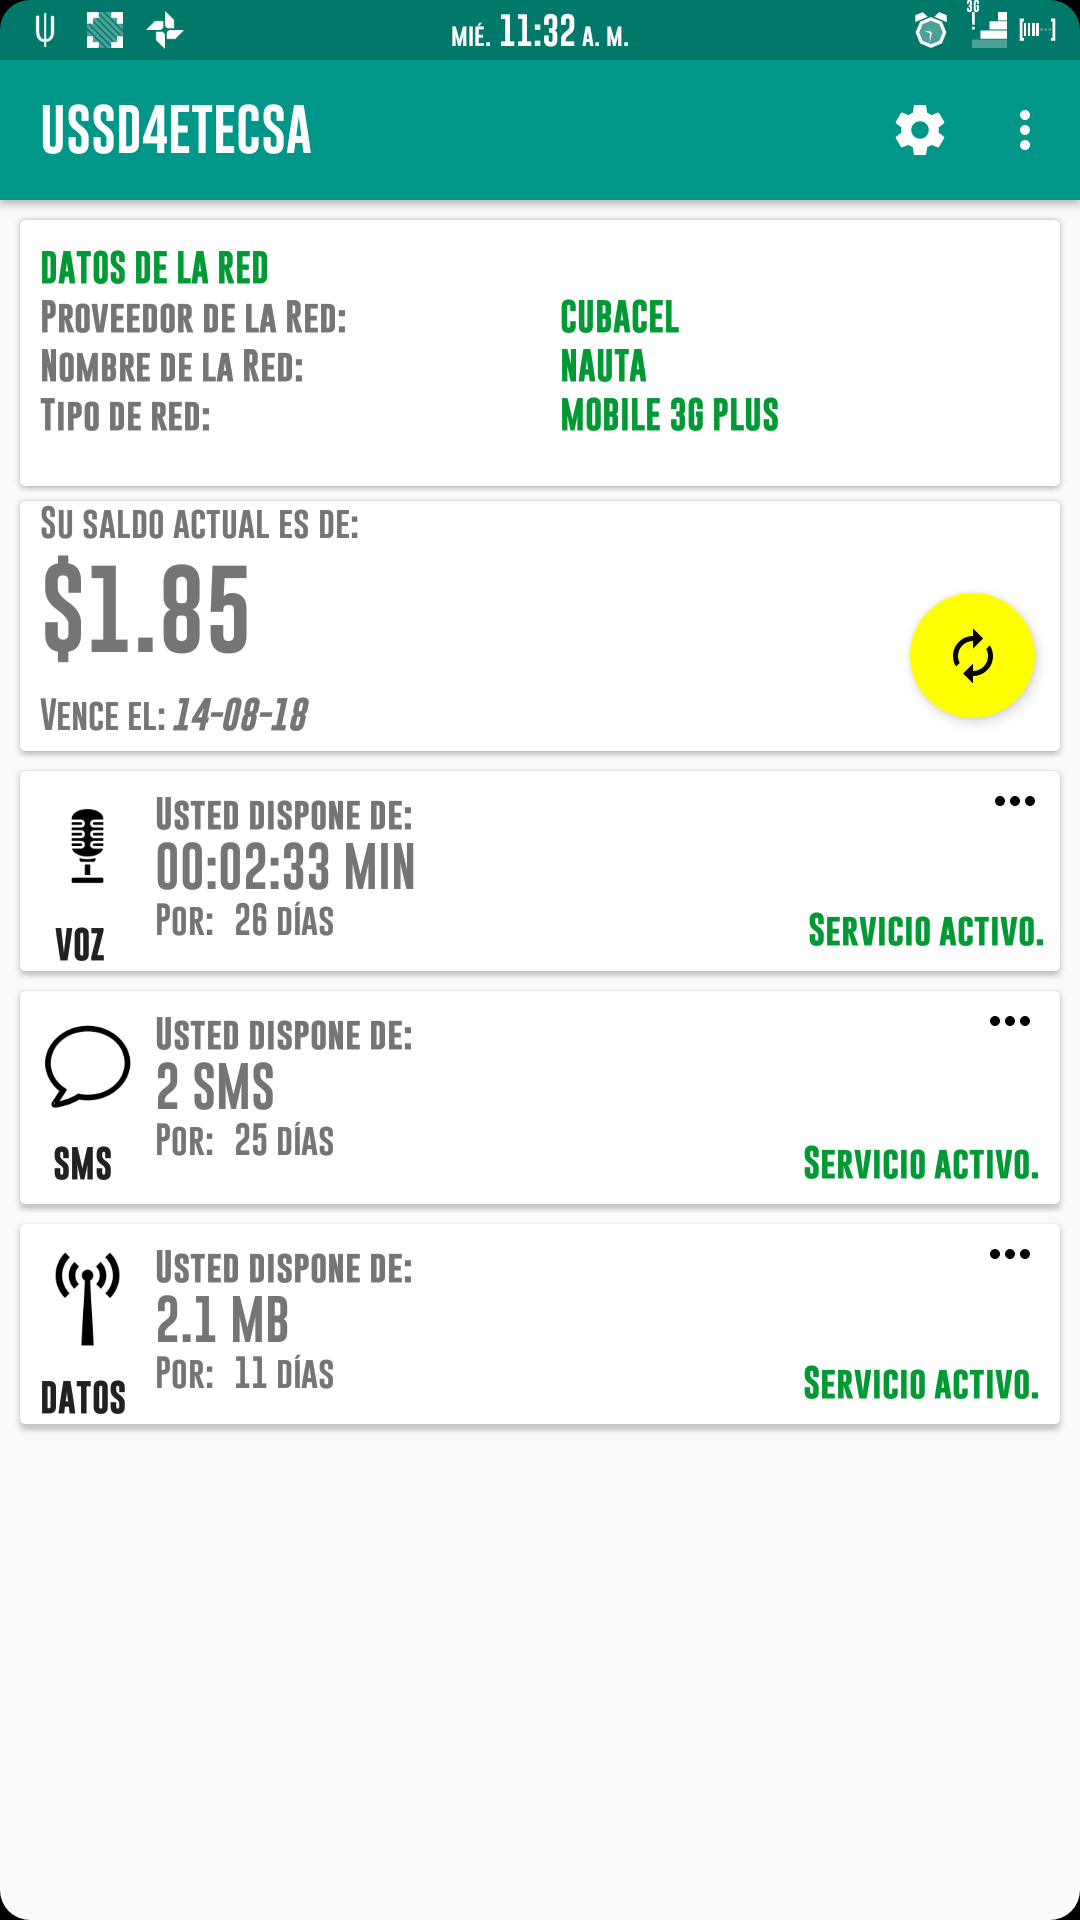 MIÉ. 11:32 A. M.
3G
USSD4ETECSA
DATOS DE LA RED
PROVEEDOR DE LA RED: CUBACEL
NOMBRE DE LA RED: NAUTA
TIPO DE RED: MOBILE 3G PLUS
SU SALDO ACTUAL ES DE:
$1.85
VENCE EL: 14-08-18
USTED DISPONE DE:
00:02:33 MIN
POR: 26 DÍAS
VOZ
SERVICIO ACTIVO.
USTED DISPONE DE:
2 SMS
POR: 25 DÍAS
SMS
SERVICIO ACTIVO.
USTED DISPONE DE:
2.1 MB
POR: 11 DÍAS
DATOS
SERVICIO ACTIVO.